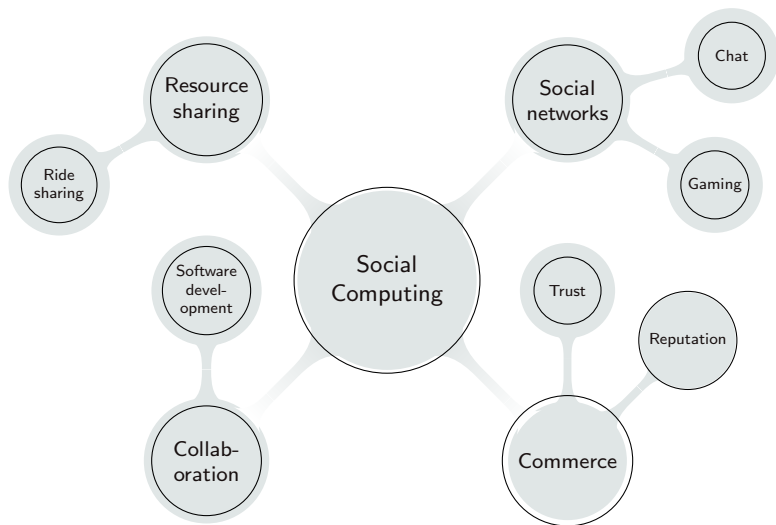 Resource
sharing
Social
networks
Chat
Ride
sharing
Gaming
Social
Computing
Software
devel-
opment
Trust
Reputation
Collab-
oration
Commerce